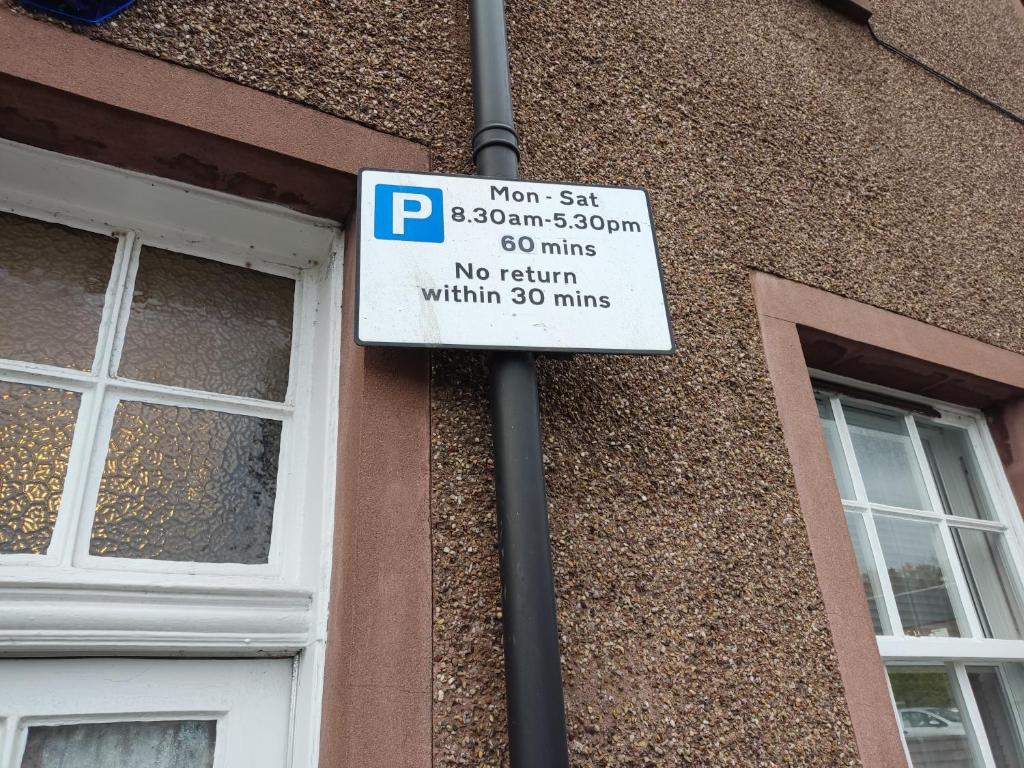 P
Mon - Sat
8.30am-5.30pm
60 mins
No return
within 30 mins